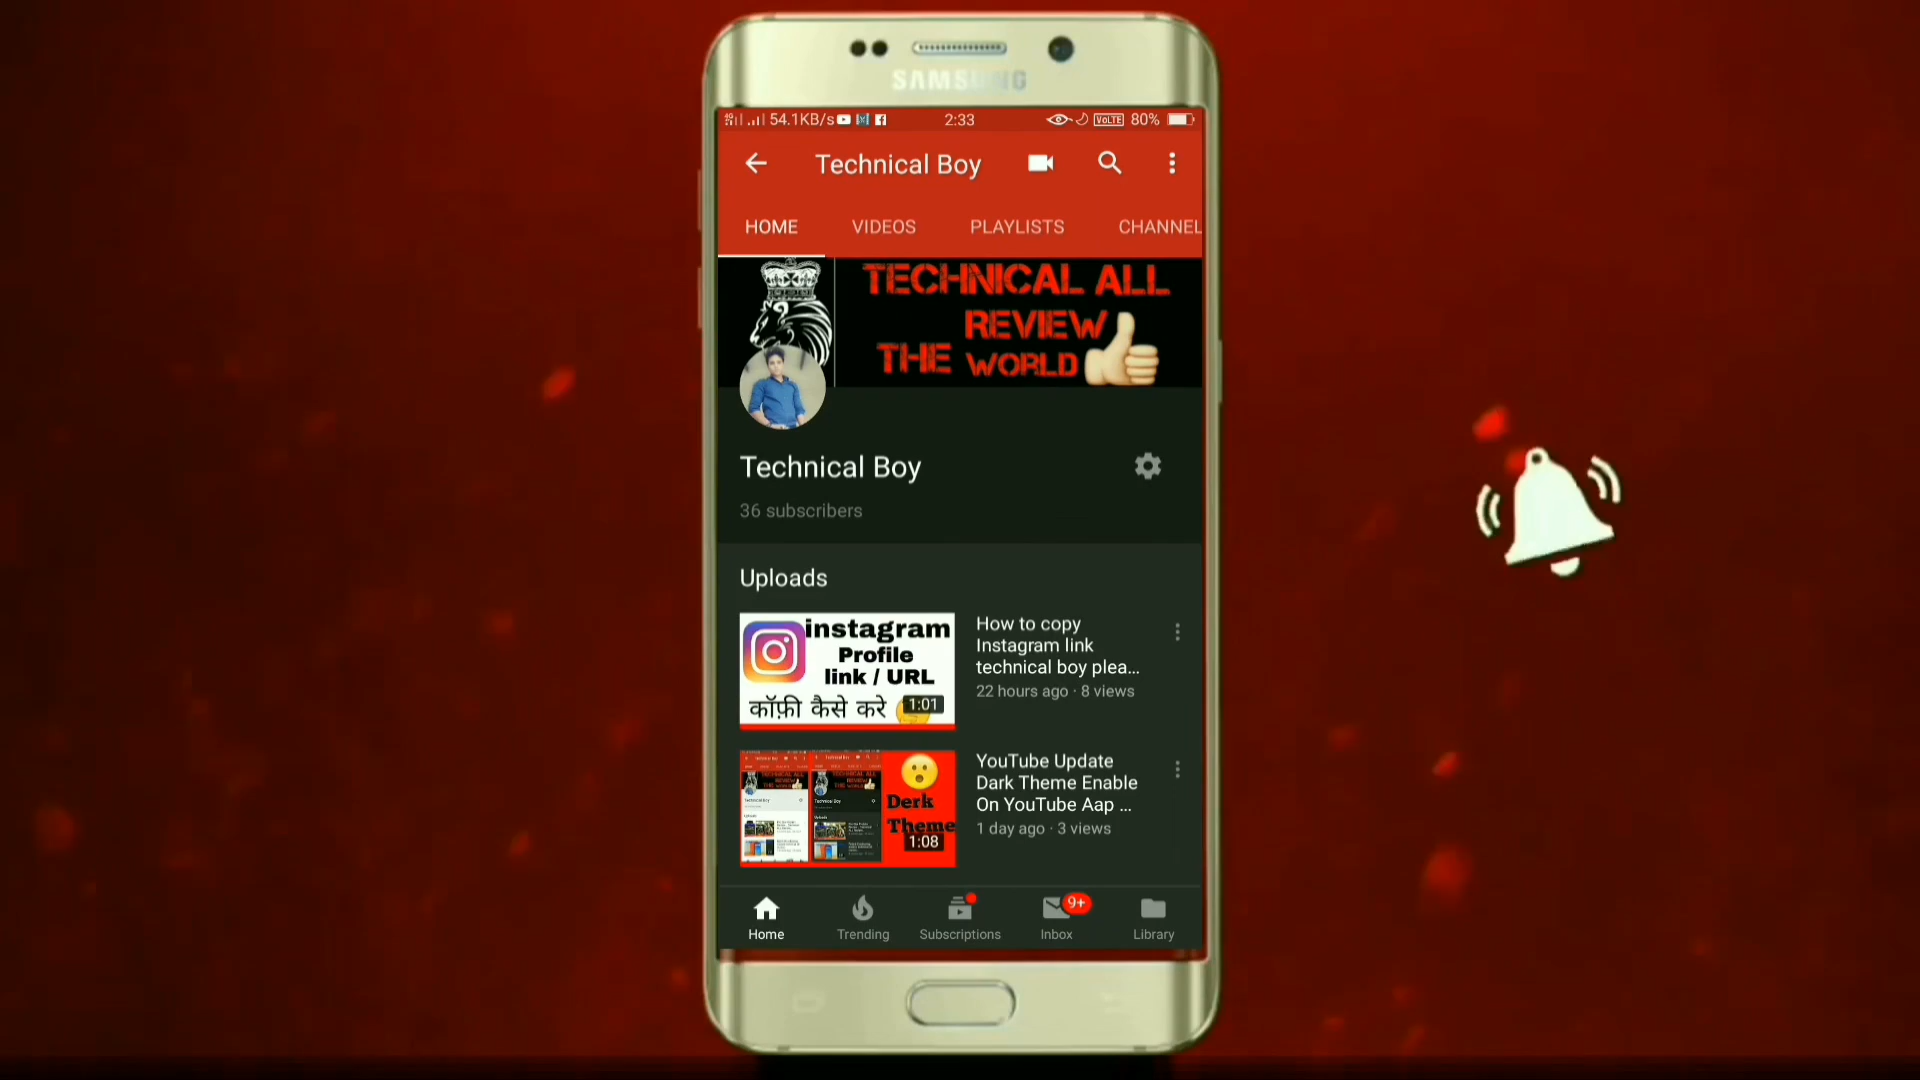 SAMSUNG
54.1KB/s
2:33
VoLTE
80%
Technical Boy
HOME
VIDEOS
PLAYLISTS
CHANNEL
TECHNICAL ALL
REVIEW
THE WORLD
Technical Boy
36 subscribers
Uploads
instagram
Profile
link / URL
कॉफ़ी कैसे करे
1:01
How to copy
Instagram link
technical boy plea...
22 hours ago · 8 views
Derk
Theme
1:08
YouTube Update
Dark Theme Enable
On YouTube Aap ...
1 day ago · 3 views
Home
Trending
Subscriptions
9+
Inbox
Library